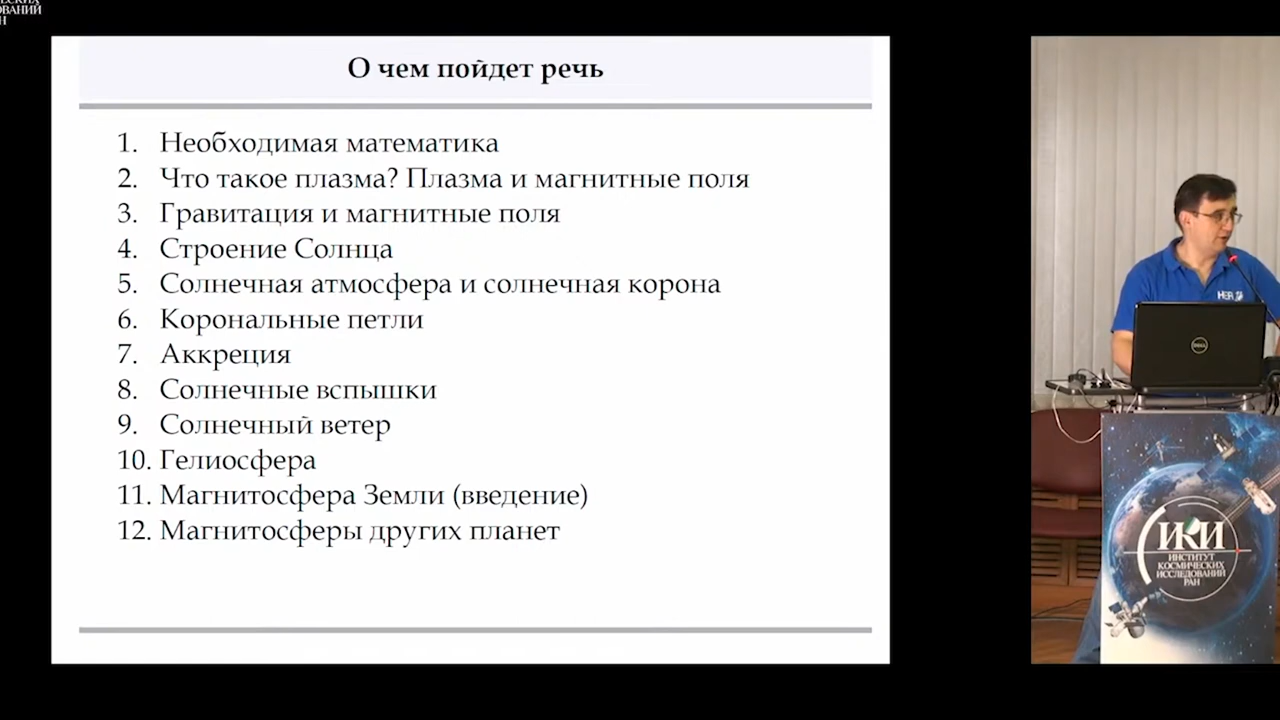 О чем пойдет речь
1. Необходимая математика
2. Что такое плазма? Плазма и магнитные поля
3. Гравитация и магнитные поля
4. Строение Солнца
5. Солнечная атмосфера и солнечная корона
6. Корональные петли
7. Аккреция
8. Солнечные вспышки
9. Солнечный ветер
10. Гелиосфера
11. Магнитосфера Земли (введение)
12. Магнитосферы других планет
DELL
ИКИ
ИНСТИТУТ
КОСМИЧЕСКИХ
ИССЛЕДОВАНИЙ
РАН